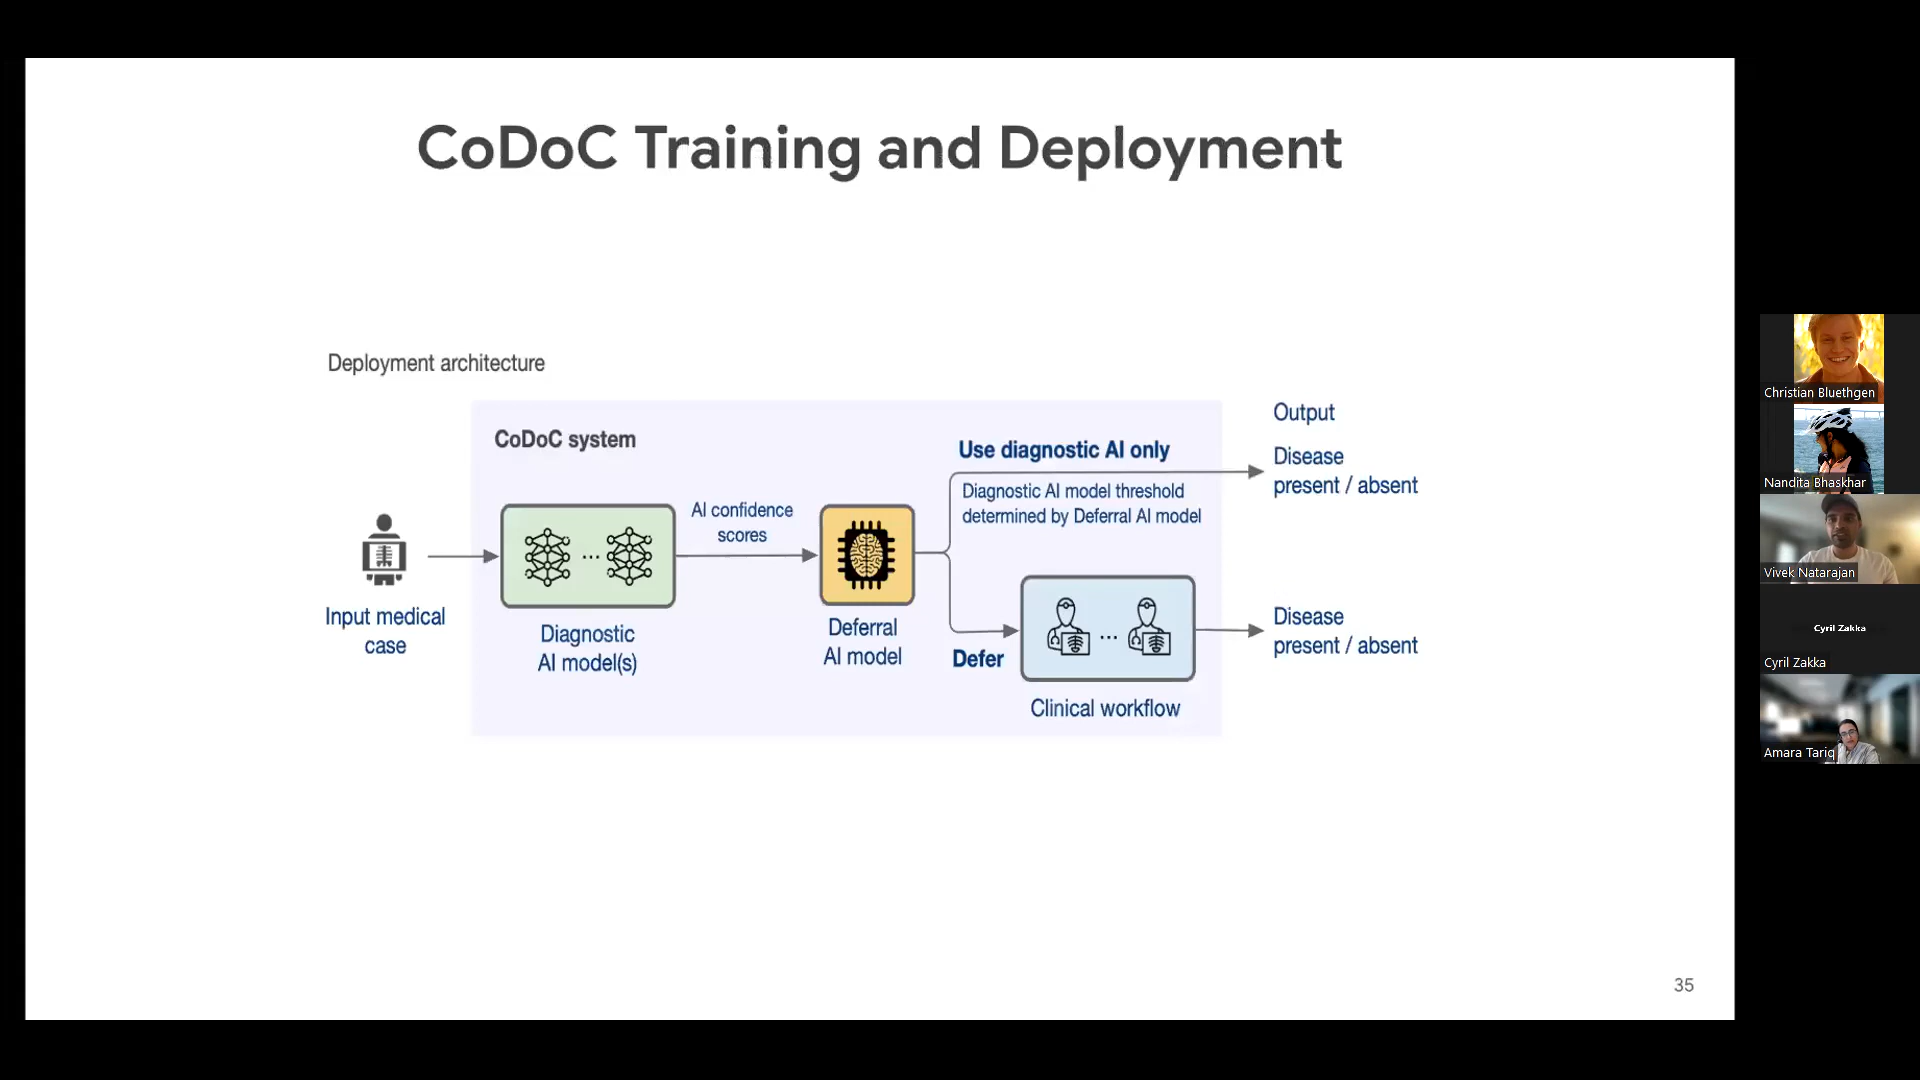 CoDoC Training and Deployment
Deployment architecture
CoDoC system
Input medical
case
Diagnostic
AI model(s)
AI confidence
scores
Deferral
AI model
Use diagnostic AI only
Diagnostic AI model threshold
determined by Deferral AI model
Defer
Clinical workflow
Output
Disease
present / absent
Disease
present / absent
35
Christian Bluethgen
Nandita Bhaskhar
Vivek Natarajan
Cyril Zakka
Cyril Zakka
Amara Tariq